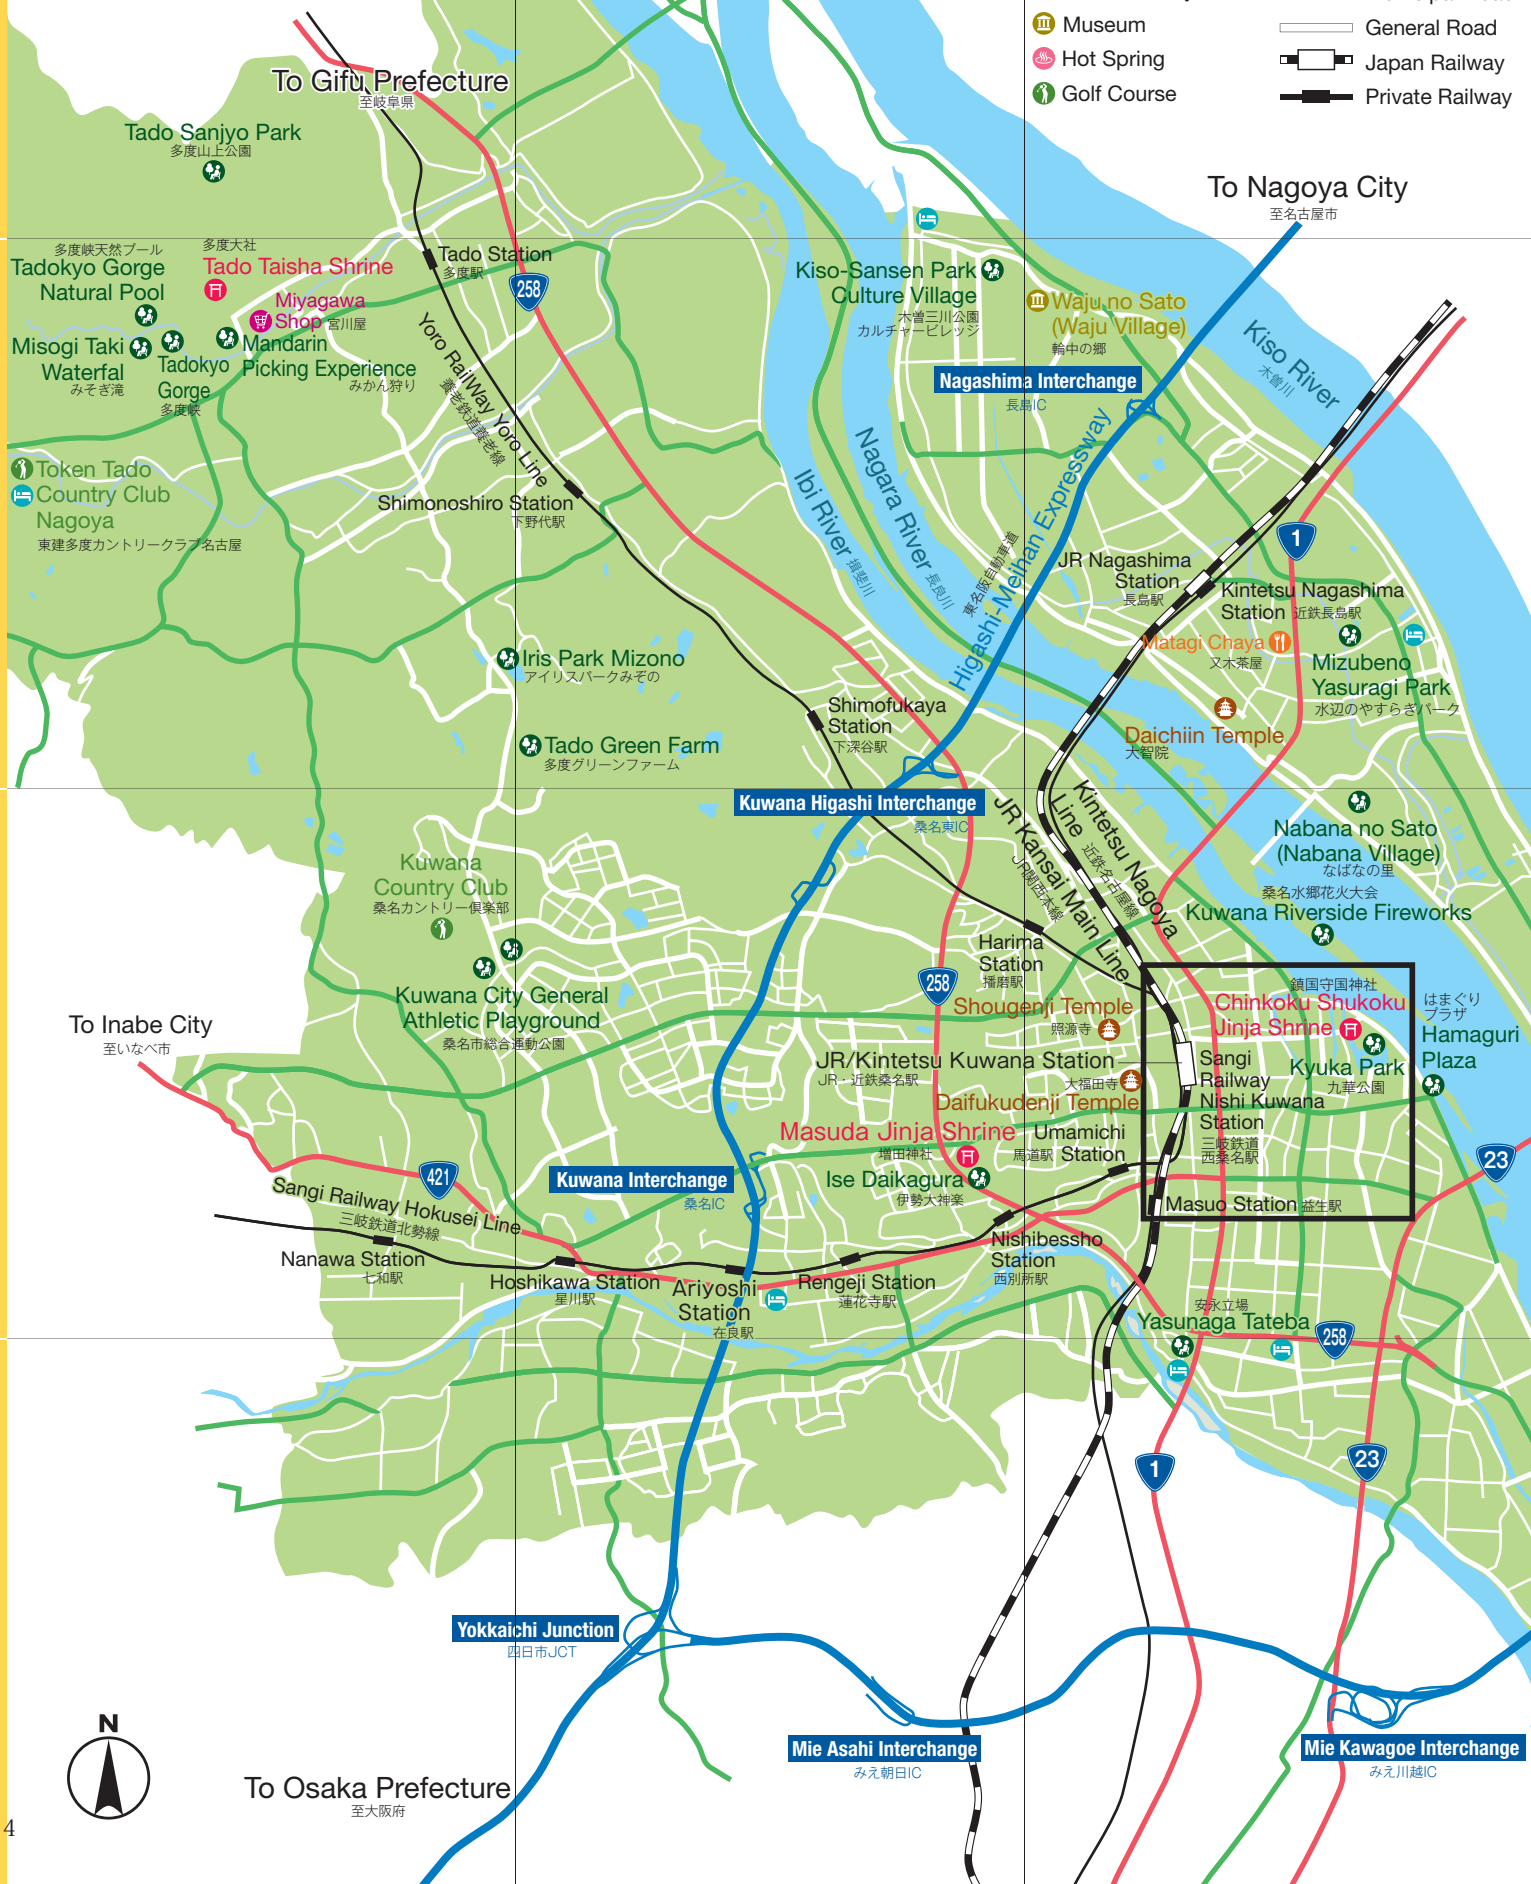 Museum
General Road
Hot Spring
Japan Railway
Golf Course
Private Railway
To Gifu Prefecture
至岐阜県
Tado Sanjyo Park
多度山上公園
To Nagoya City
至名古屋市
多度峡天然プール
Tadokyo Gorge
Natural Pool
多度大社
Tado Taisha Shrine
Miyagawa
Shop 宮川屋
Tado Station
多度駅
258
Misogi Taki
Waterfal
みそぎ滝
Tadokyo
Gorge
多度峡
Mandarin
Picking Experience
みかん狩り
Yoro RailWay Yoro Line
養老鉄道養老線
Kiso-Sansen Park
Culture Village
木曽三川公園
カルチャービレッジ
Waju no Sato
(Waju Village)
輪中の郷
Kiso River
木曽川
Nagashima Interchange
長島IC
Token Tado
Country Club
Nagoya
東建多度カントリークラブ名古屋
Shimonoshiro Station
下野代駅
Ibi River 揖斐川
Nagara River 長良川
Higashi-Meihan Expressway
東名阪自動車道
1
JR Nagashima
Station
長島駅
Kintetsu Nagashima
Station 近鉄長島駅
Matagi Chaya
又木茶屋
Mizubeno
Yasuragi Park
水辺のやすらぎパーク
Iris Park Mizono
アイリスパークみぞの
Shimofukaya
Station
下深谷駅
Daichiin Temple
大智院
Tado Green Farm
多度グリーンファーム
Kuwana Higashi Interchange
桑名東IC
JR Kansai Main Line
JR関西本線
Kintetsu Nagoya
Line 近鉄名古屋線
Nabana no Sato
(Nabana Village)
なばなの里
Kuwana
Country Club
桑名カントリー倶楽部
桑名水郷花火大会
Kuwana Riverside Fireworks
Harima
Station
播磨駅
258
Kuwana City General
Athletic Playground
桑名市総合運動公園
To Inabe City
至いなべ市
Shougenji Temple
照源寺
鎮国守国神社
Chinkoku Shukoku
Jinja Shrine
はまぐり
プラザ
Hamaguri
Plaza
JR/Kintetsu Kuwana Station
JR・近鉄桑名駅
Kyuka Park
九華公園
大福田寺
Daifukudenji Temple
Sangi
Railway
Nishi Kuwana
Station
三岐鉄道
西桑名駅
Masuda Jinja Shrine
増田神社
Umamichi
馬道駅 Station
23
Kuwana Interchange
桑名IC
Ise Daikagura
伊勢大神楽
421
Sangi Railway Hokusei Line
三岐鉄道北勢線
Masuo Station 益生駅
Nanawa Station
七和駅
Hoshikawa Station
星川駅
Ariyoshi
Station
在良駅
Rengeji Station
蓮花寺駅
Nishibessho
Station
西別所駅
安永立場
Yasunaga Tateba
258
1
23
Yokkaichi Junction
四日市JCT
N
Mie Asahi Interchange
みえ朝日IC
Mie Kawagoe Interchange
みえ川越IC
To Osaka Prefecture
至大阪府
4